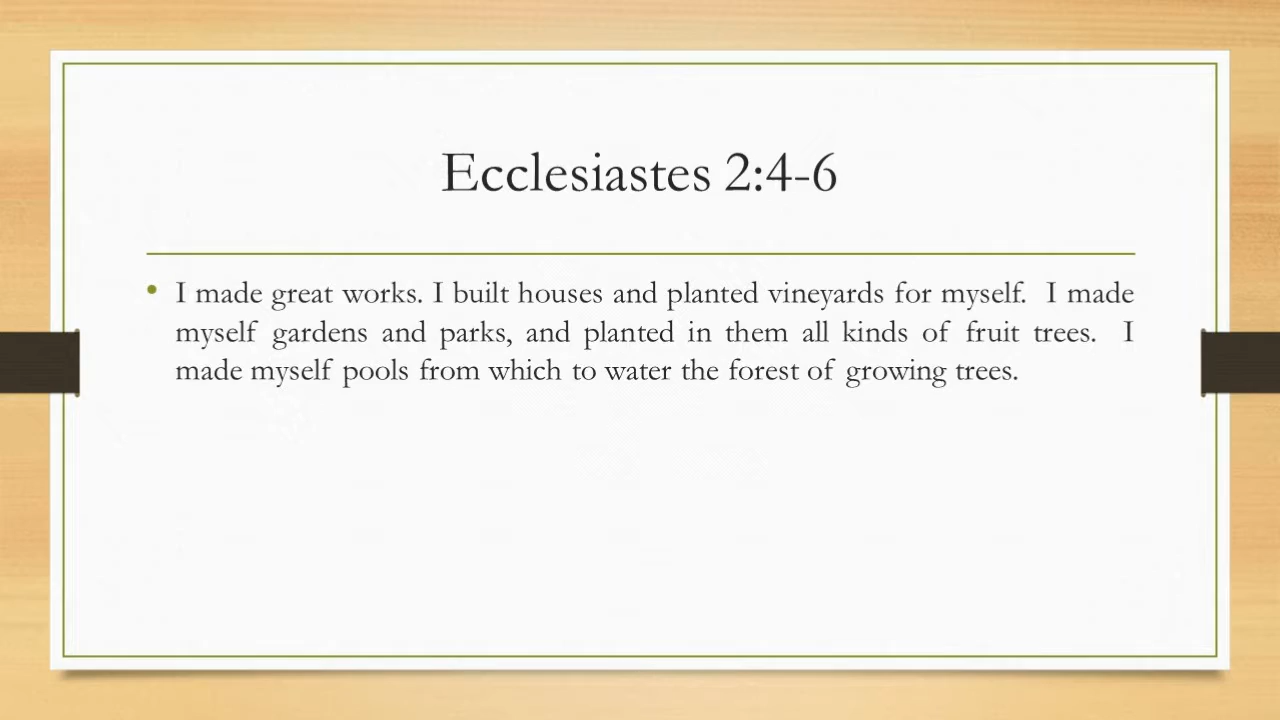 Ecclesiastes 2:4-6
• I made great works. I built houses and planted vineyards for myself.  I made
myself gardens and parks, and planted in them all kinds of fruit trees.  I
made myself pools from which to water the forest of growing trees.